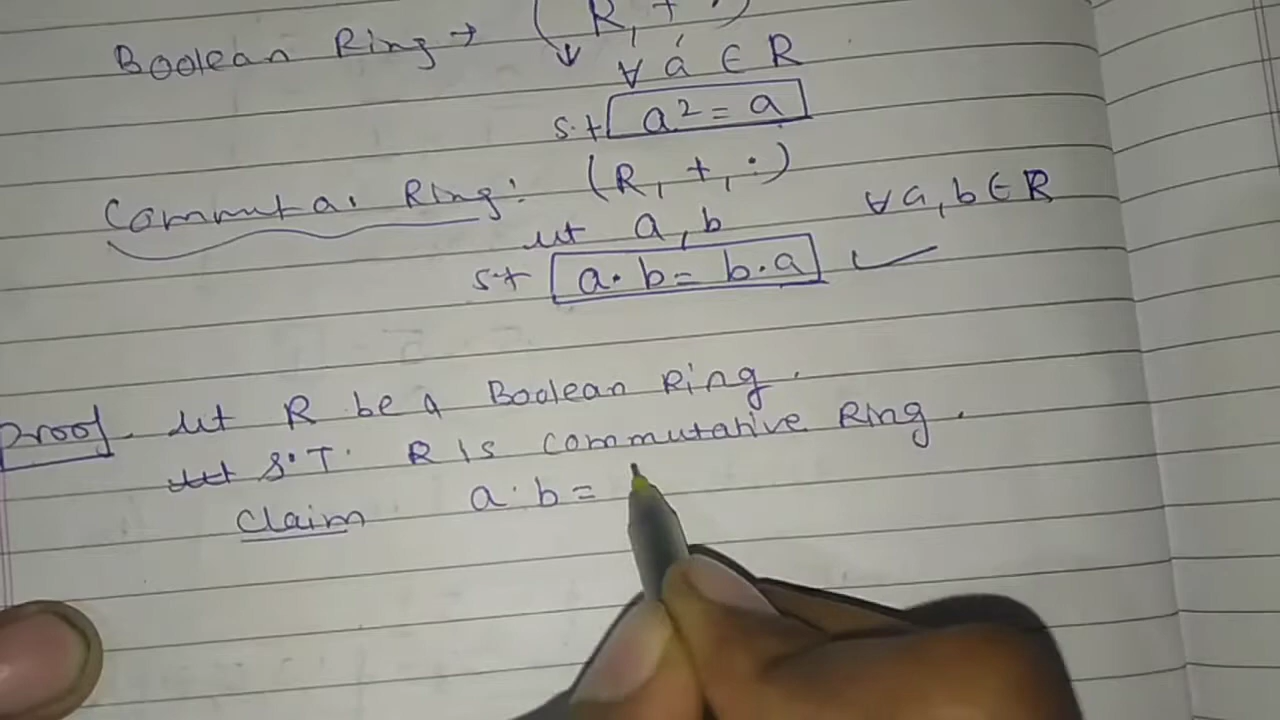 Boolean Ring → (R, + ·)
∀ a ∈ R
s.t a² = a
Commuta. Ring: (R, +, ·)
let a, b ∀ a, b ∈ R
s.t a · b = b · a ✓
Proof. Let R be a Boolean Ring.
S.T. R is commutative Ring.
Claim a · b =